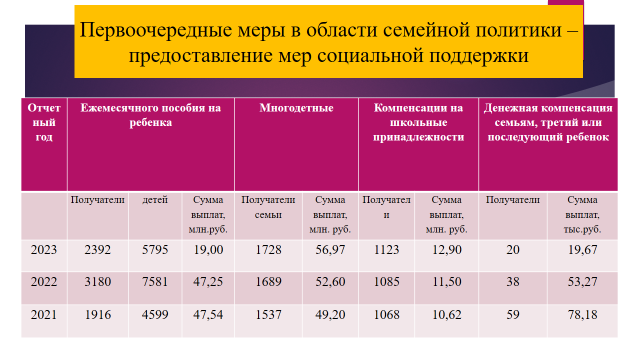 Первоочередные меры в области семейной политики –
предоставление мер социальной поддержки
Отчет Ежемесячного пособия на Многодетные Компенсации на Денежная компенсация
ный ребенка школьные семьям, третий или
год принадлежности последующий ребенок
Получатели детей Сумма Получатели Сумма Получател Сумма Получатели Сумма
выплат, семьи выплат, и выплат, выплат,
млн.руб. млн. руб. млн. руб. тыс.руб.
2023 2392 5795 19,00 1728 56,97 1123 12,90 20 19,67
2022 3180 7581 47,25 1689 52,60 1085 11,50 38 53,27
2021 1916 4599 47,54 1537 49,20 1068 10,62 59 78,18